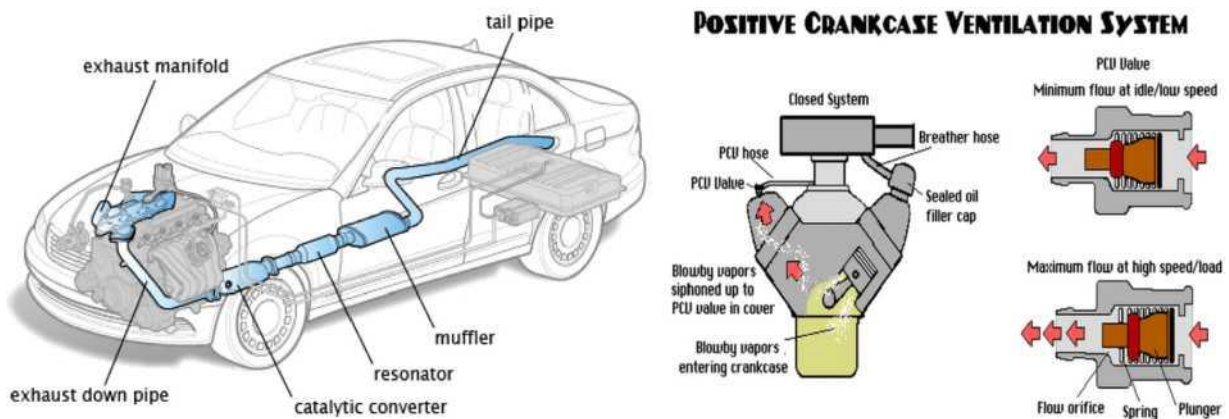 tail pipe
exhaust manifold
exhaust down pipe
catalytic converter
resonator
muffler
POSITIVE CRANKCASE VENTILATION SYSTEM
Closed System
Breather hose
PCV hose
PCV Valve
Sealed oil
filler cap
Blowby vapors
siphoned up to
PCV valve in cover
Blowby vapors
entering crankcase
PCV Valve
Minimum flow at idle/low speed
Maximum flow at high speed/load
Flow orifice
Spring
Plunger